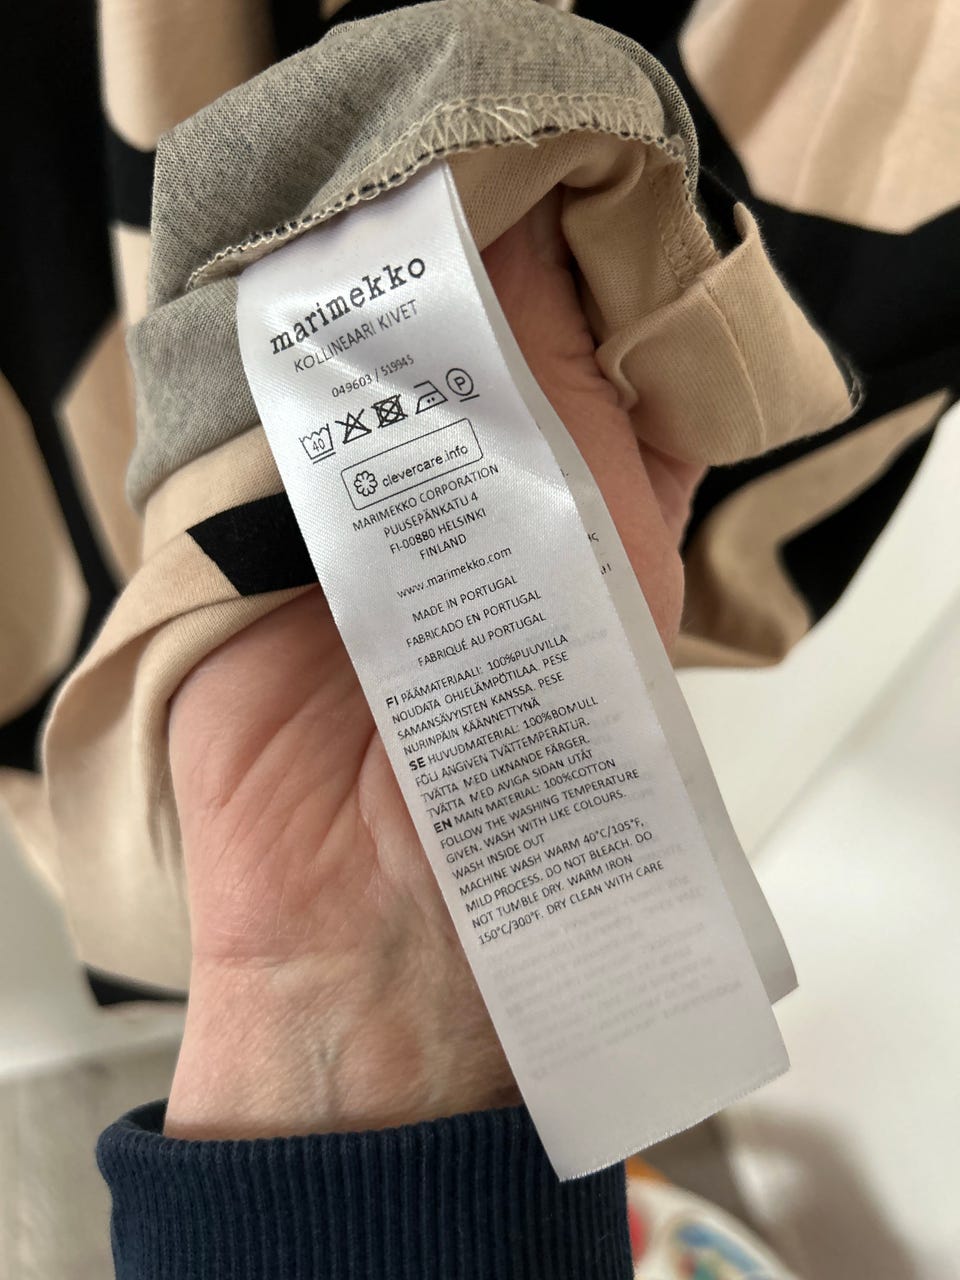 marimekko
KOLLINEAARI KIVET
049603 / 519945
40 P
clevercare.info
MARIMEKKO CORPORATION
PUUSEPÄNKATU 4
FI-00880 HELSINKI
FINLAND
www.marimekko.com
MADE IN PORTUGAL
FABRICADO EN PORTUGAL
FABRIQUÉ AU PORTUGAL
FI PÄÄMATERIAALI: 100%PUUVILLA
NOUDATA OHJELÄMPÖTILAA. PESE
SAMANSÄVYISTEN KANSSA. PESE
NURINPÄIN KÄÄNNETTYNÄ
SE HUVUDMATERIAL: 100%BOMULL
FÖLJ ANGIVEN TVÄTTEMPERATUR.
TVÄTTA MED LIKNANDE FÄRGER.
TVÄTTA MED AVIGA SIDAN UTÅT
EN MAIN MATERIAL: 100%COTTON
FOLLOW THE WASHING TEMPERATURE
GIVEN. WASH WITH LIKE COLOURS.
WASH INSIDE OUT
MACHINE WASH WARM 40°C/105°F.
MILD PROCESS. DO NOT BLEACH. DO
NOT TUMBLE DRY. WARM IRON
150°C/300°F. DRY CLEAN WITH CARE